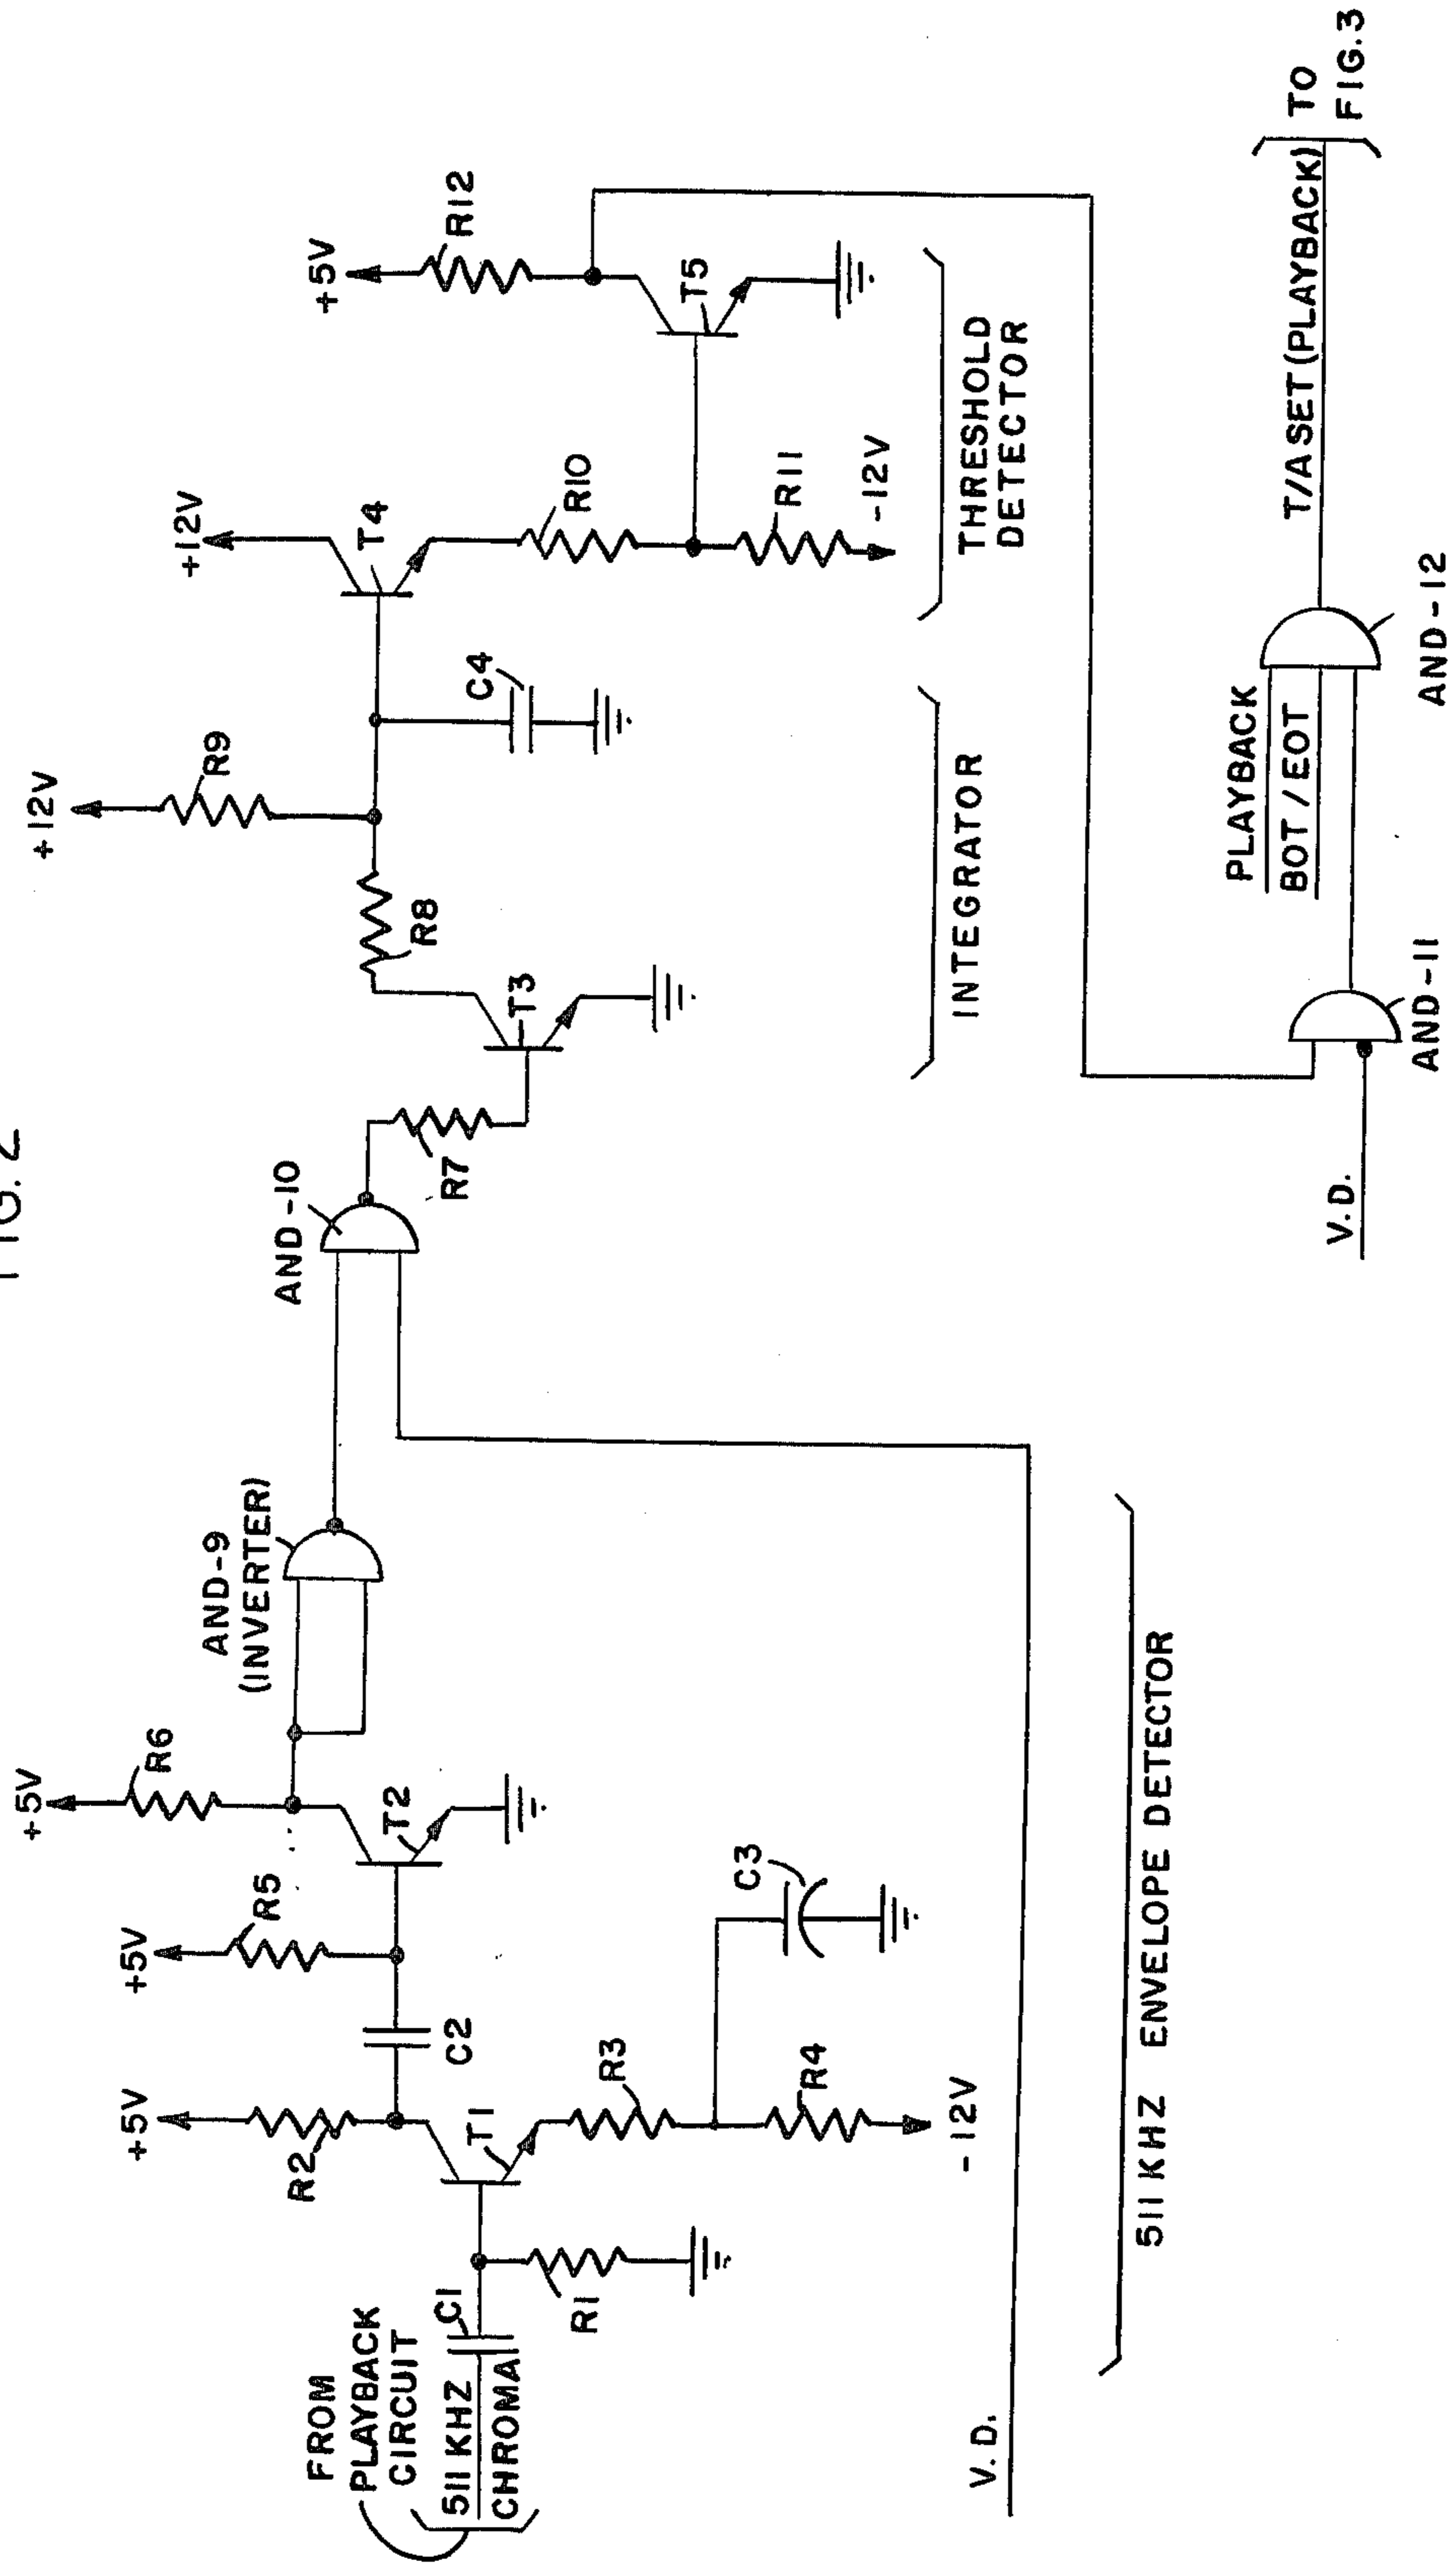 FIG. 2
+5V
R6
+12V
R9
+5V
R5
AND-9
(INVERTER)
AND-10
+12V
T4
+5V
R12
+5V
R2
C2
T2
R7
R8
T3
C4
R10
T5
FROM
PLAYBACK
CIRCUIT
511 KHZ
CHROMA
C1
R1
T1
R3
C3
R4
-12V
R11
-12V
V.D.
511 KHZ ENVELOPE DETECTOR
INTEGRATOR
THRESHOLD
DETECTOR
V.D.
AND-11
PLAYBACK
BOT/EOT
AND-12
T/A SET (PLAYBACK)
TO
FIG.3